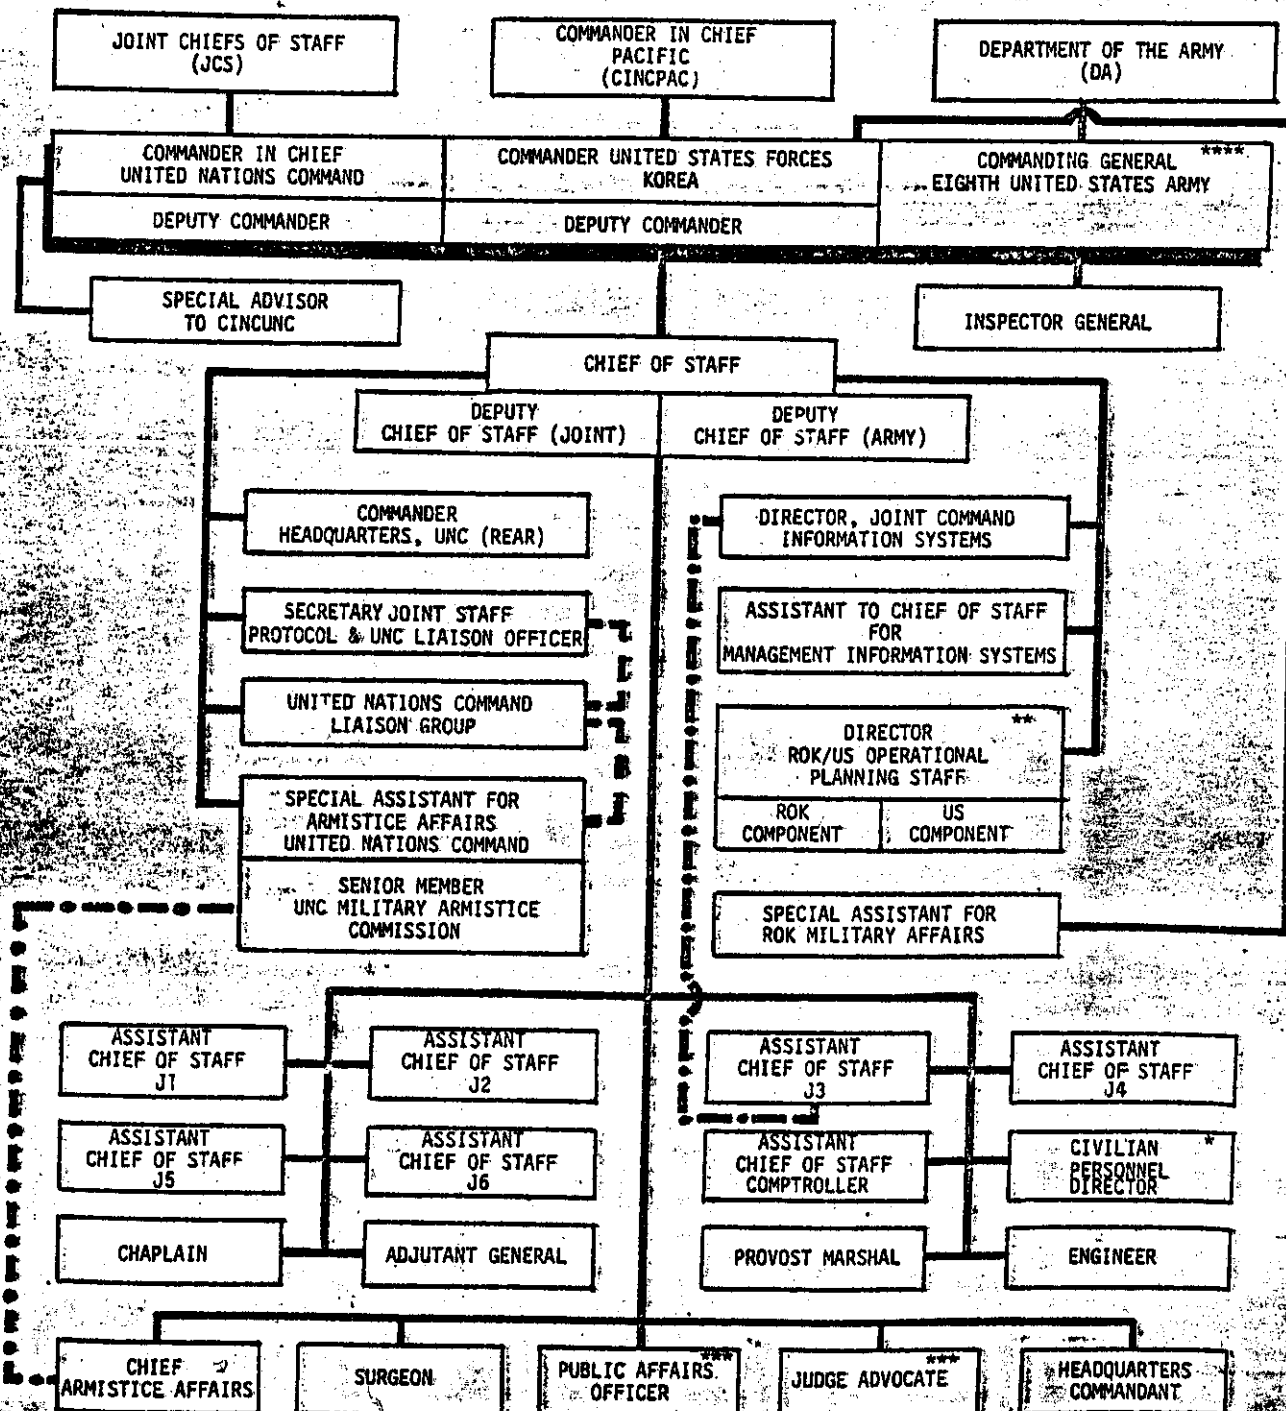 JOINT CHIEFS OF STAFF
(JCS)
COMMANDER IN CHIEF
PACIFIC
(CINCPAC)
DEPARTMENT OF THE ARMY
(DA)
COMMANDER IN CHIEF
UNITED NATIONS COMMAND
COMMANDER UNITED STATES FORCES
KOREA
COMMANDING GENERAL ****
EIGHTH UNITED STATES ARMY
DEPUTY COMMANDER
DEPUTY COMMANDER
SPECIAL ADVISOR
TO CINCUNC
INSPECTOR GENERAL
CHIEF OF STAFF
DEPUTY
CHIEF OF STAFF (JOINT)
DEPUTY
CHIEF OF STAFF (ARMY)
COMMANDER
HEADQUARTERS, UNC (REAR)
DIRECTOR, JOINT COMMAND
INFORMATION SYSTEMS
SECRETARY JOINT STAFF
PROTOCOL & UNC LIAISON OFFICER
ASSISTANT TO CHIEF OF STAFF
FOR
MANAGEMENT INFORMATION SYSTEMS
UNITED NATIONS COMMAND
LIAISON GROUP
**
DIRECTOR
ROK/US OPERATIONAL
PLANNING STAFF
ROK
COMPONENT
US
COMPONENT
SPECIAL ASSISTANT FOR
ARMISTICE AFFAIRS
UNITED NATIONS COMMAND
SENIOR MEMBER
UNC MILITARY ARMISTICE
COMMISSION
SPECIAL ASSISTANT FOR
ROK MILITARY AFFAIRS
ASSISTANT
CHIEF OF STAFF
J1
ASSISTANT
CHIEF OF STAFF
J2
ASSISTANT
CHIEF OF STAFF
J3
ASSISTANT
CHIEF OF STAFF
J4
ASSISTANT
CHIEF OF STAFF
J5
ASSISTANT
CHIEF OF STAFF
J6
ASSISTANT
CHIEF OF STAFF
COMPTROLLER
CIVILIAN *
PERSONNEL
DIRECTOR
CHAPLAIN
ADJUTANT GENERAL
PROVOST MARSHAL
ENGINEER
CHIEF
ARMISTICE AFFAIRS
SURGEON
***
PUBLIC AFFAIRS
OFFICER
***
JUDGE ADVOCATE
HEADQUARTERS
COMMANDANT